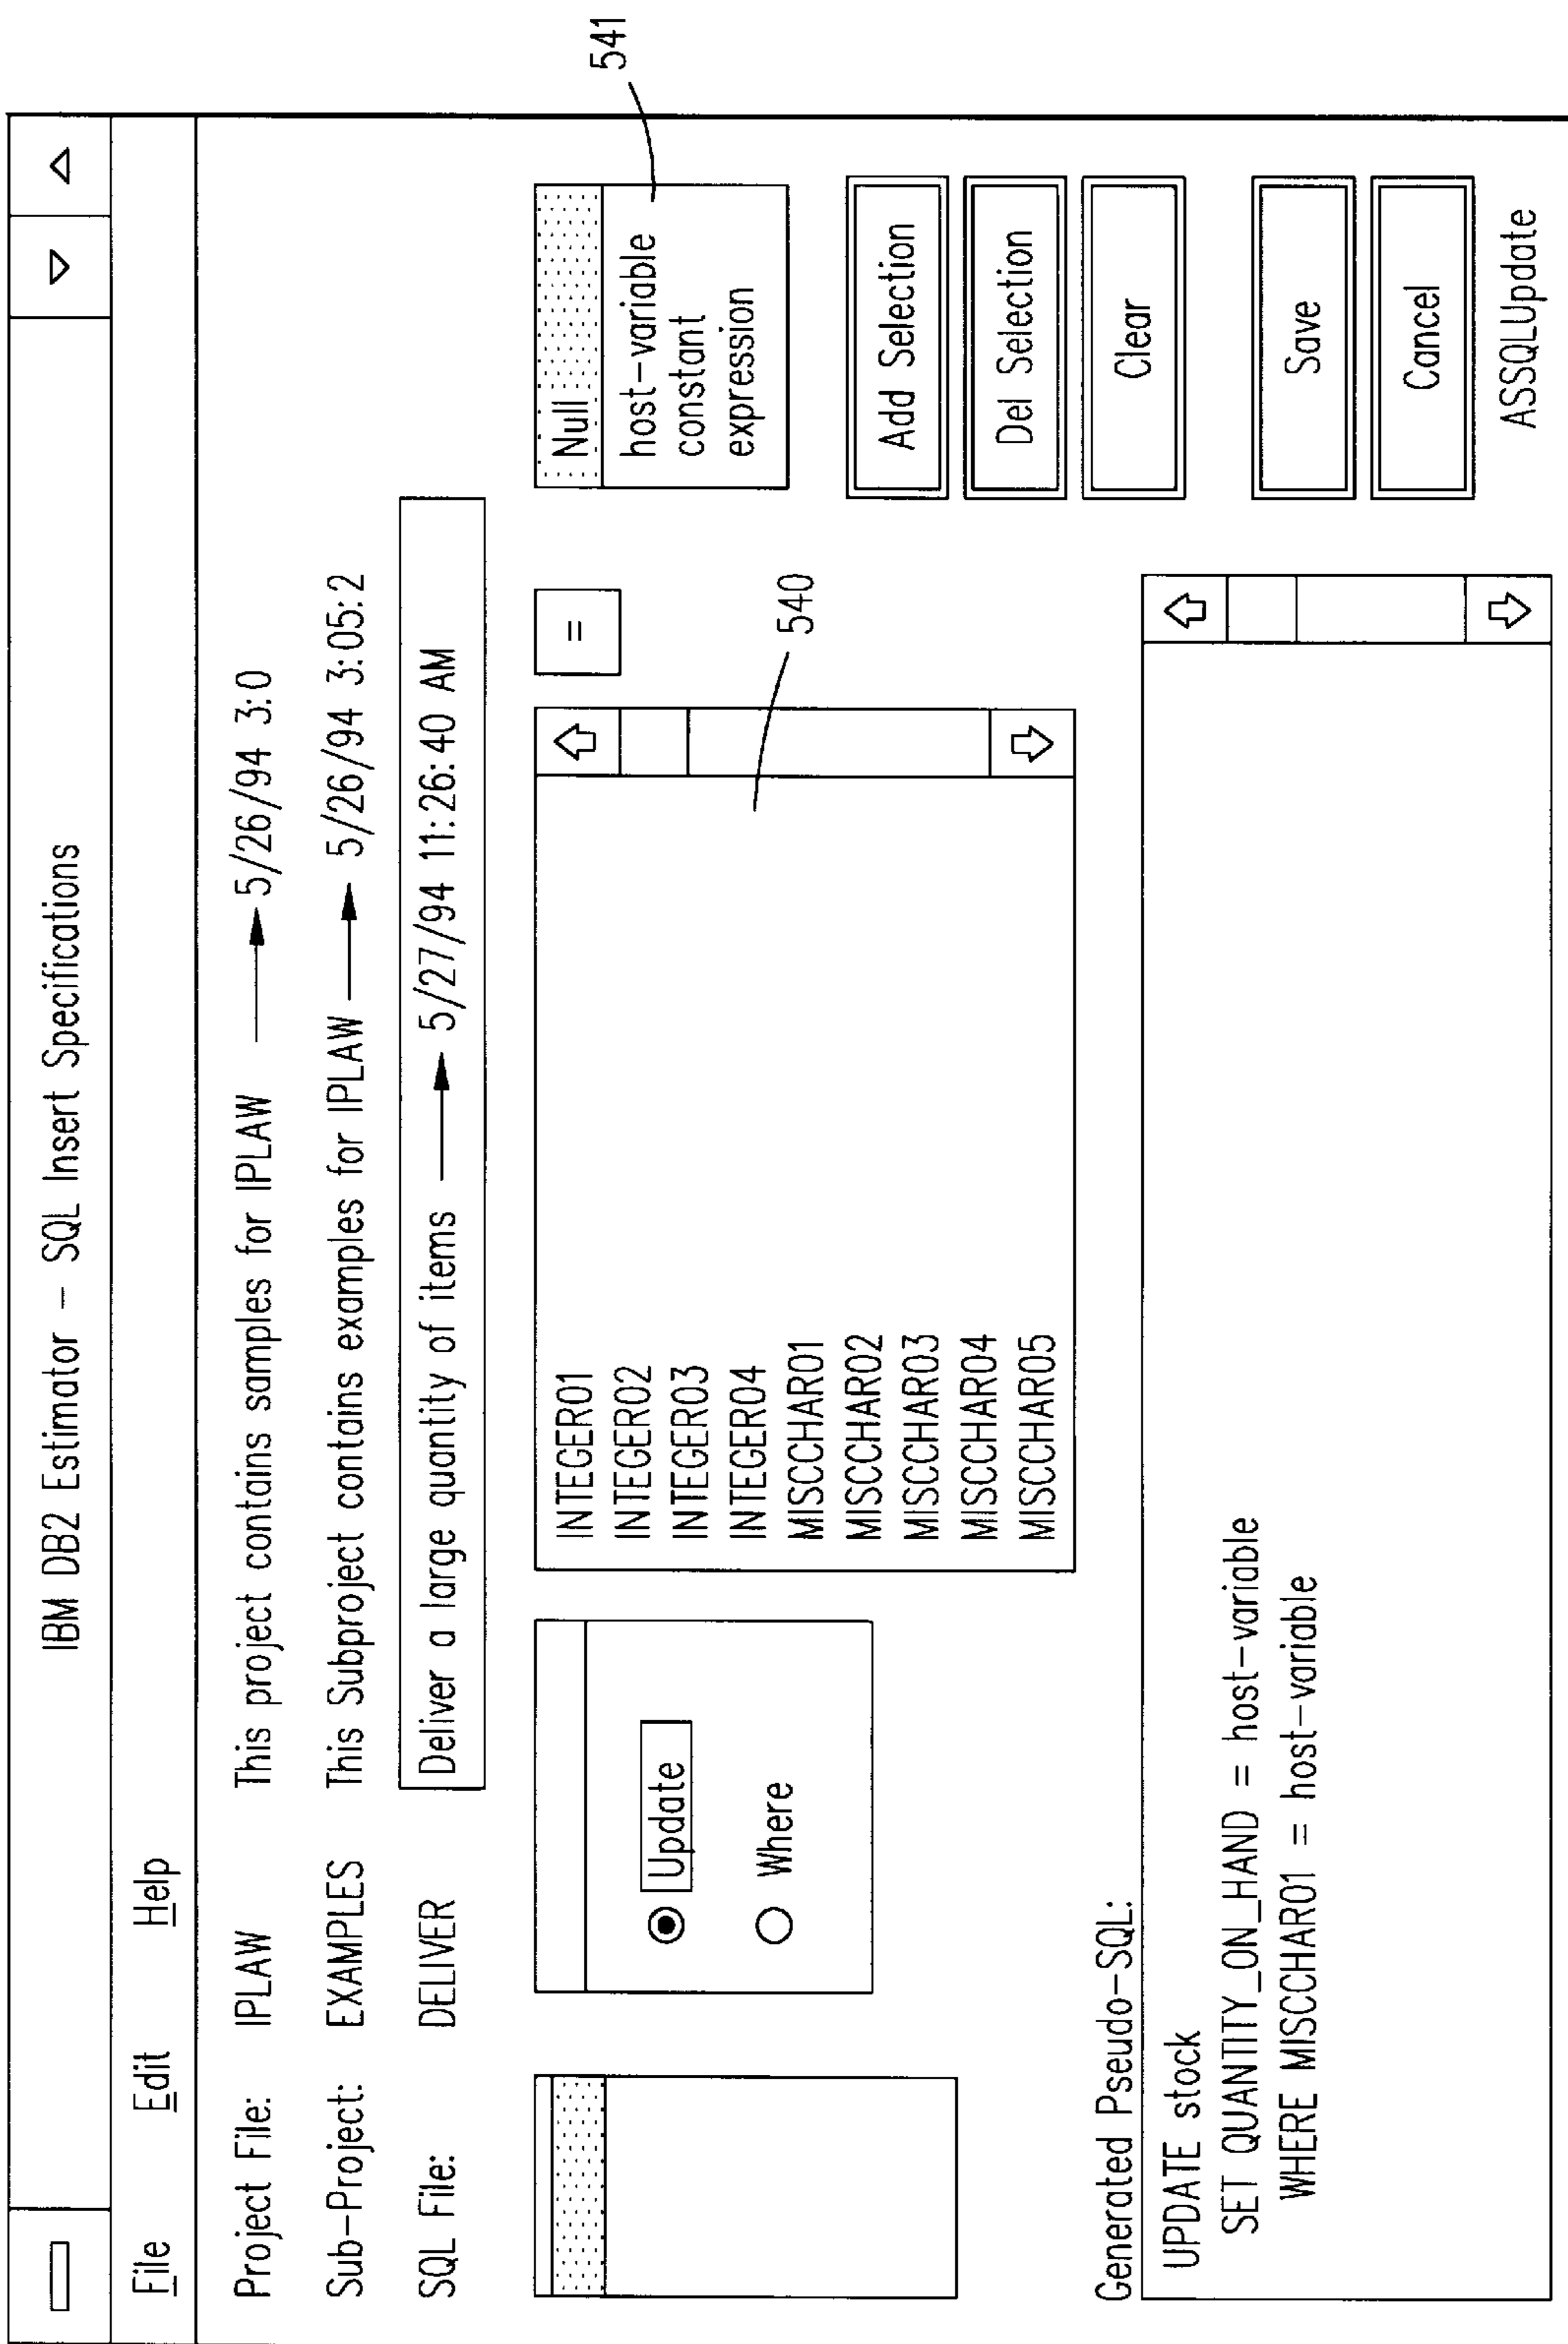 IBM DB2 Estimator – SQL Insert Specifications
File Edit Help
Project File: IPLAW This project contains samples for IPLAW ⟶ 5/26/94 3:0
Sub–Project: EXAMPLES This Subproject contains examples for IPLAW ⟶ 5/26/94 3:05:2
SQL File: DELIVER Deliver a large quantity of items ⟶ 5/27/94 11:26:40 AM
Update
Where
INTEGER01
INTEGER02
INTEGER03
INTEGER04
MISCCHAR01
MISCCHAR02
MISCCHAR03
MISCCHAR04
MISCCHAR05
540
=
Null
host–variable
constant
expression
541
Add Selection
Del Selection
Clear
Save
Cancel
ASSQLUpdate
Generated Pseudo–SQL:
UPDATE stock
SET QUANTITY_ON_HAND = host–variable
WHERE MISCCHAR01 = host–variable